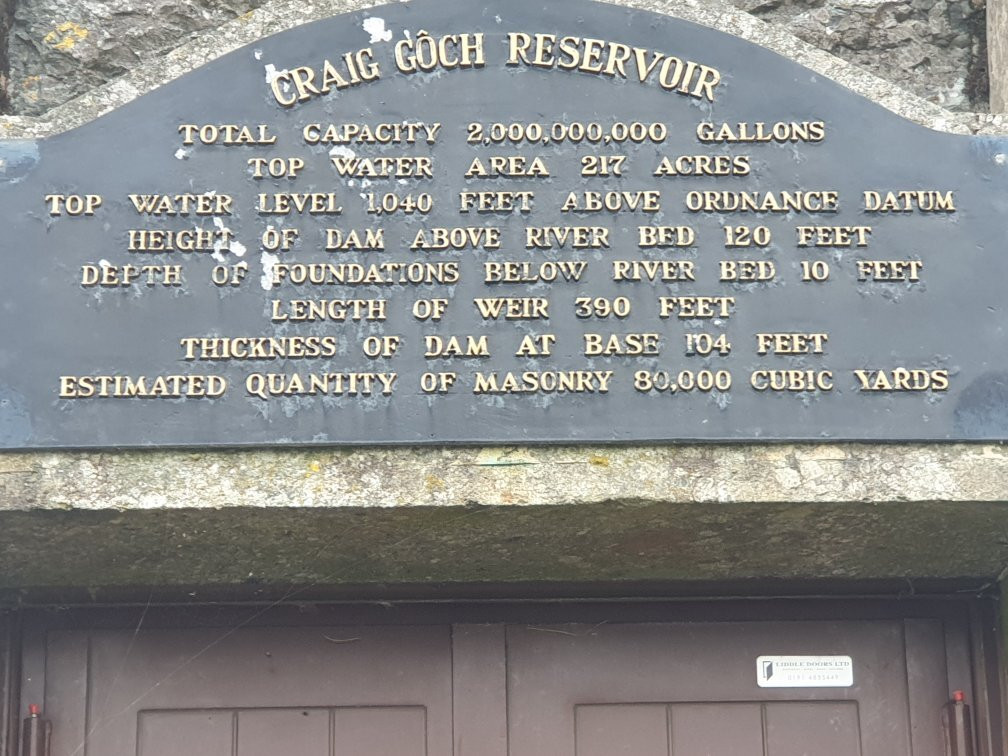 CRAIG GÔCH RESERVOIR
TOTAL CAPACITY 2,000,000,000 GALLONS
TOP WATER AREA 217 ACRES
TOP WATER LEVEL 1,040 FEET ABOVE ORDNANCE DATUM
HEIGHT OF DAM ABOVE RIVER BED 120 FEET
DEPTH OF FOUNDATIONS BELOW RIVER BED 10 FEET
LENGTH OF WEIR 390 FEET
THICKNESS OF DAM AT BASE 104 FEET
ESTIMATED QUANTITY OF MASONRY 80,000 CUBIC YARDS
LIDDLE DOORS LTD